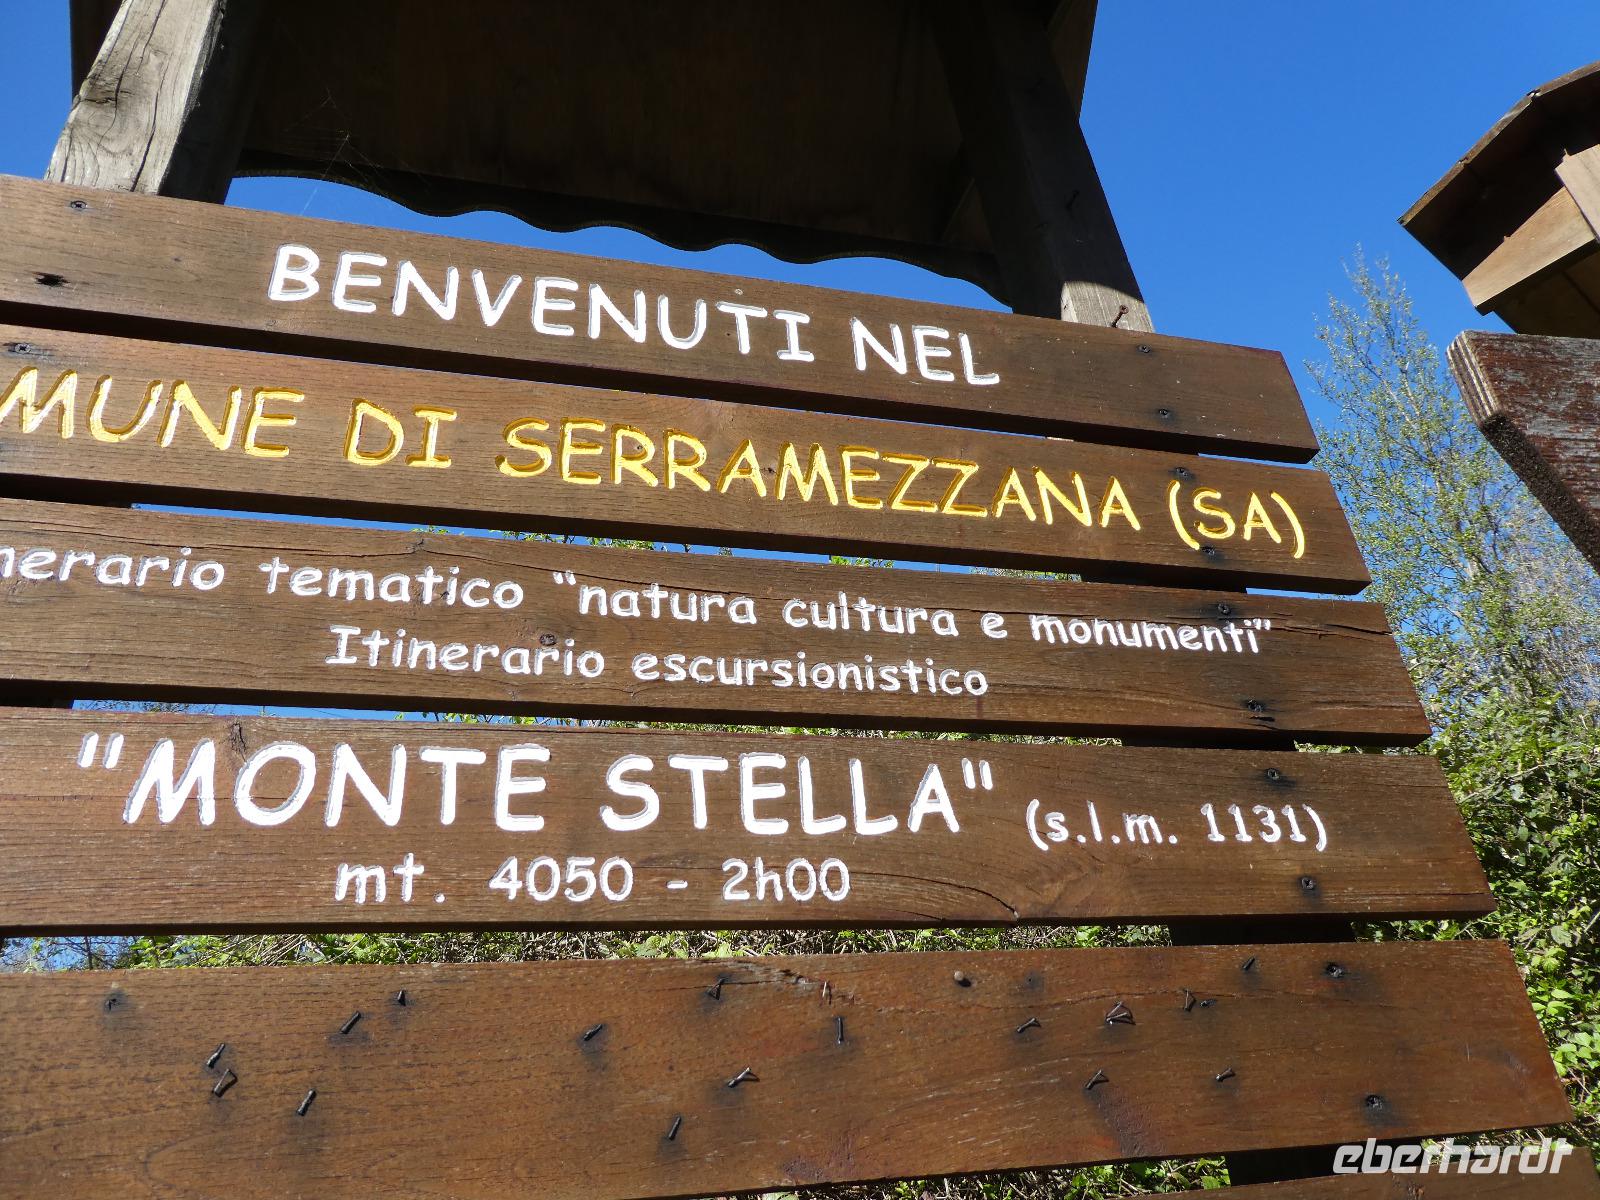 BENVENUTI NEL
MUNE DI SERRAMEZZANA (SA)
nerario tematico "natura cultura e monumenti"
Itinerario escursionistico
"MONTE STELLA" (s.l.m. 1131)
mt. 4050 - 2h00
eberhardt